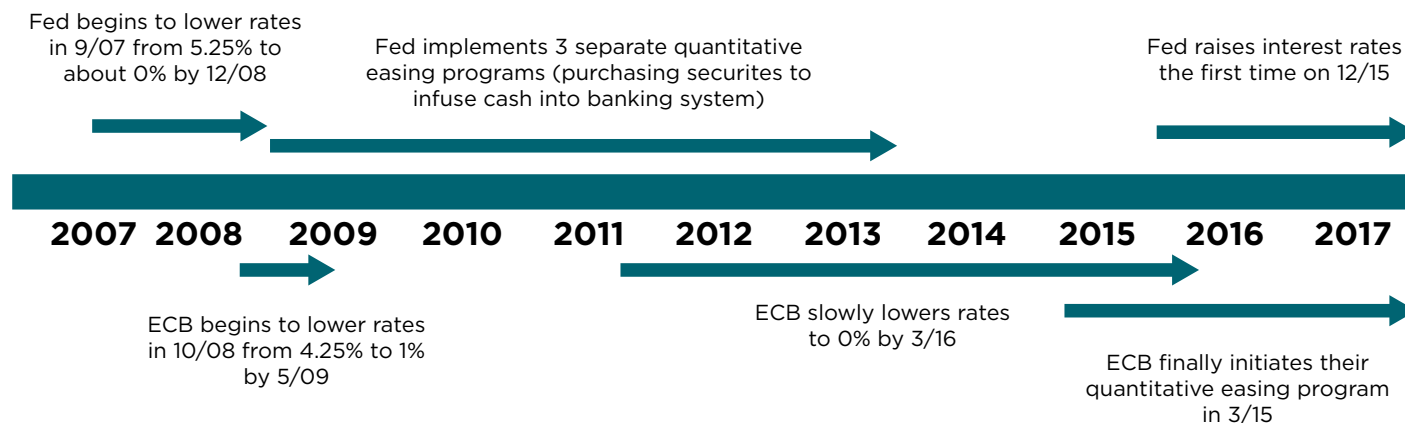 Fed begins to lower rates
in 9/07 from 5.25% to
about 0% by 12/08
Fed implements 3 separate quantitative
easing programs (purchasing securites to
infuse cash into banking system)
Fed raises interest rates
the first time on 12/15
2007 2008 2009 2010 2011 2012 2013 2014 2015 2016 2017
ECB begins to lower rates
in 10/08 from 4.25% to 1%
by 5/09
ECB slowly lowers rates
to 0% by 3/16
ECB finally initiates their
quantitative easing program
in 3/15